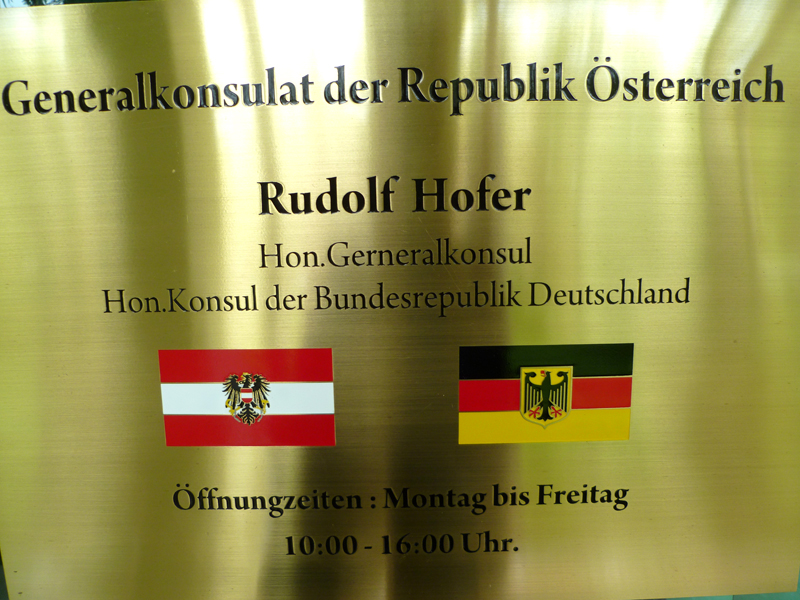 Generalkonsulat der Republik Österreich
Rudolf Hofer
Hon.Gerneralkonsul
Hon.Konsul der Bundesrepublik Deutschland
Öffnungzeiten : Montag bis Freitag
10:00 - 16:00 Uhr.